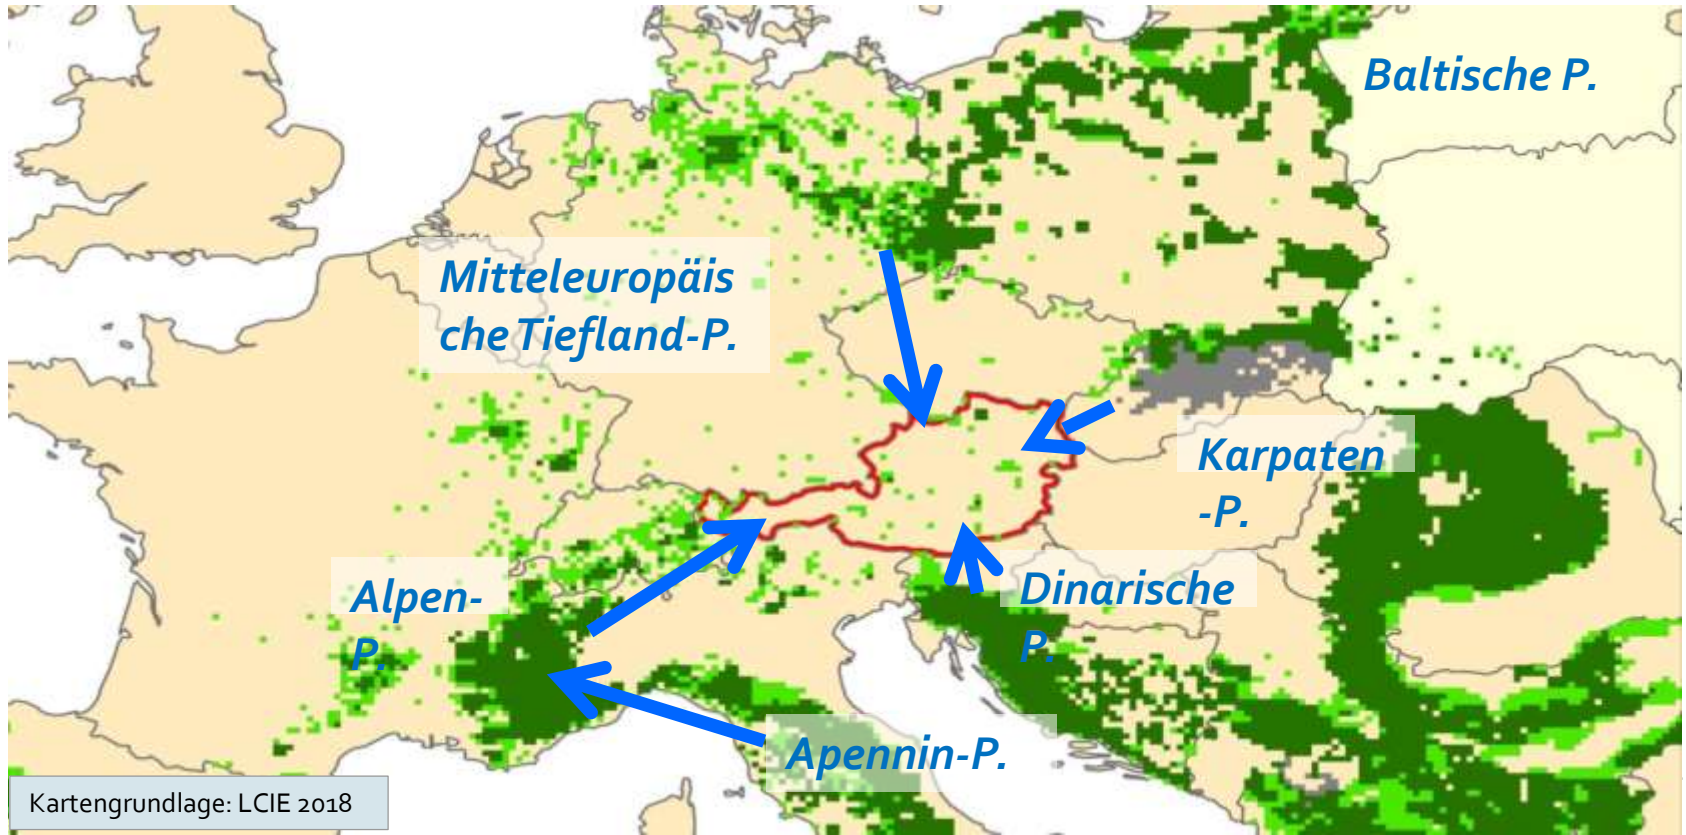 Baltische P.
Mitteleuropäis
che Tiefland-P.
Karpaten
-P.
Alpen-
P.
Dinarische
P.
Apennin-P.
Kartengrundlage: LCIE 2018